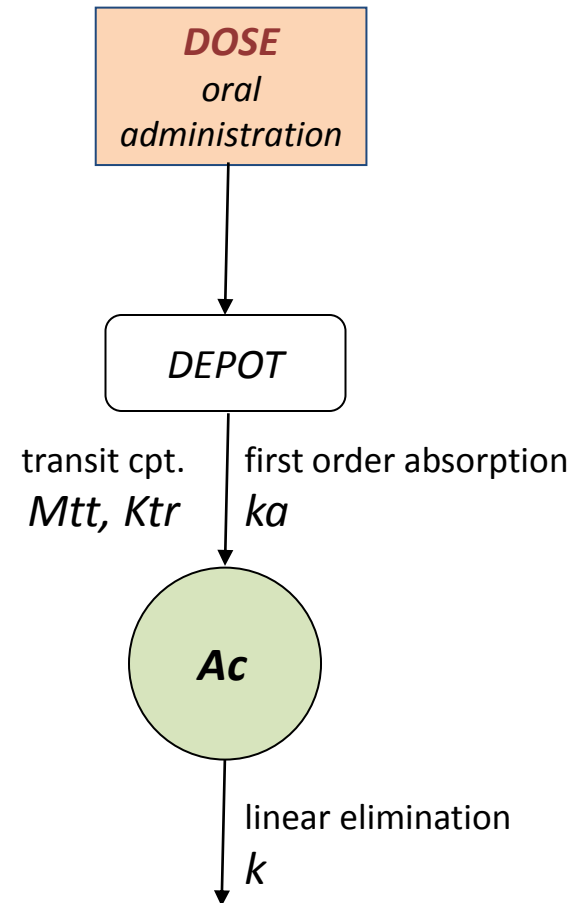 DOSE
oral
administration
DEPOT
transit cpt.
Mtt, Ktr
first order absorption
ka
Ac
linear elimination
k